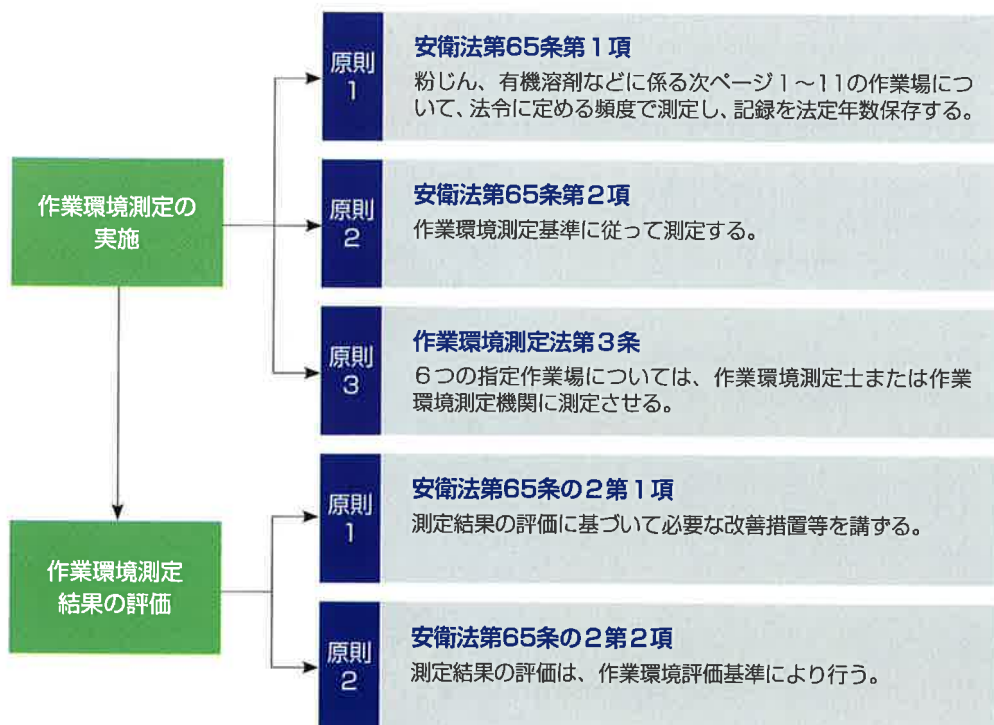 作業環境測定の
実施
原則
1
安衛法第65条第1項
粉じん、有機溶剤などに係る次ページ1～11の作業場につ
いて、法令に定める頻度で測定し、記録を法定年数保存する。
原則
2
安衛法第65条第2項
作業環境測定基準に従って測定する。
原則
3
作業環境測定法第3条
6つの指定作業場については、作業環境測定士または作業
環境測定機関に測定させる。
作業環境測定
結果の評価
原則
1
安衛法第65条の2第1項
測定結果の評価に基づいて必要な改善措置等を講ずる。
原則
2
安衛法第65条の2第2項
測定結果の評価は、作業環境評価基準により行う。